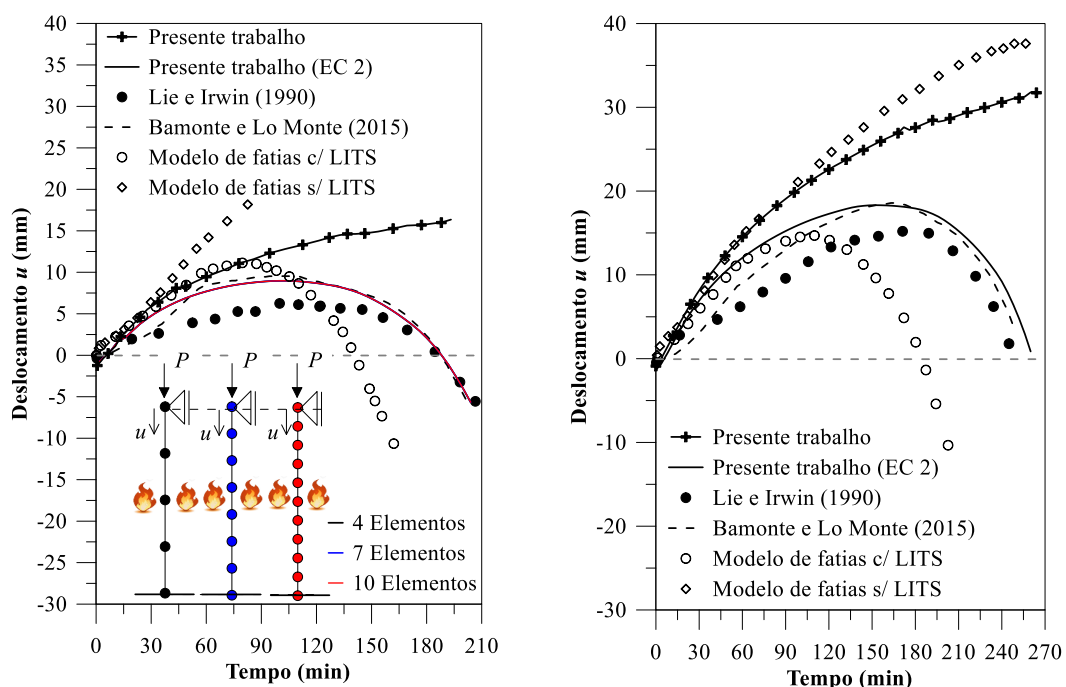 40
35
30
25
20
15
10
5
0
-5
-10
-15
-20
-25
-30
Deslocamento u (mm)
Presente trabalho
Presente trabalho (EC 2)
Lie e Irwin (1990)
Bamonte e Lo Monte (2015)
Modelo de fatias c/ LITS
Modelo de fatias s/ LITS
P P P
u u u
4 Elementos
7 Elementos
10 Elementos
0 30 60 90 120 150 180 210
Tempo (min)
40
30
20
10
0
-10
-20
-30
Deslocamento u (mm)
Presente trabalho
Presente trabalho (EC 2)
Lie e Irwin (1990)
Bamonte e Lo Monte (2015)
Modelo de fatias c/ LITS
Modelo de fatias s/ LITS
0 30 60 90 120 150 180 210 240 270
Tempo (min)